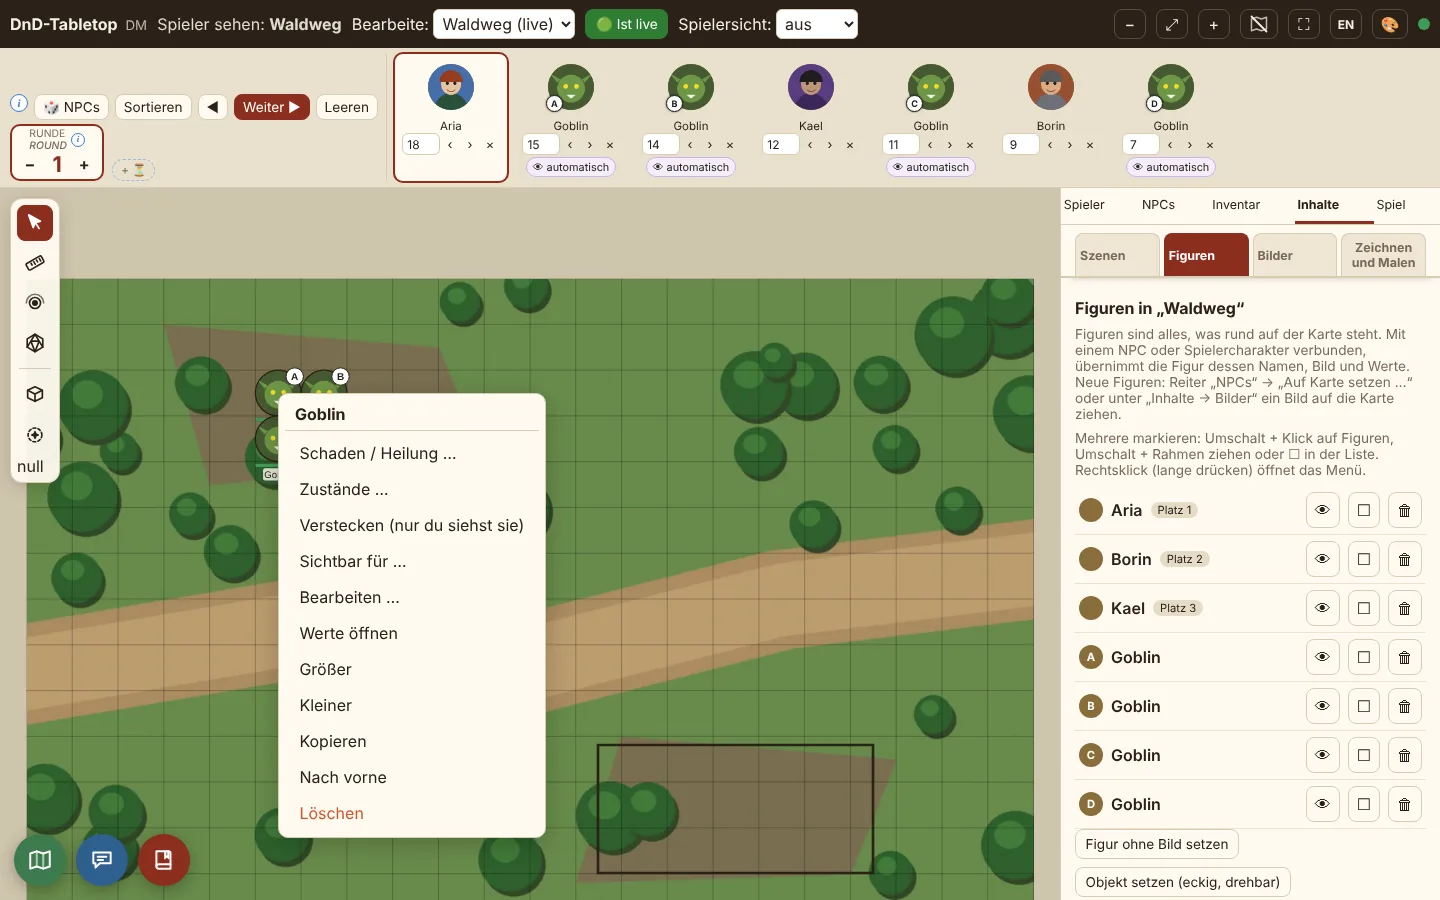 DnD-Tabletop DM Spieler sehen: Waldweg Bearbeite: Waldweg (live) Ist live Spielersicht: aus EN
NPCs Sortieren Weiter Leeren
RUNDE
ROUND
− 1 +
+
Aria
18
A
Goblin
15
automatisch
B
Goblin
14
automatisch
Kael
12
C
Goblin
11
automatisch
Borin
9
D
Goblin
7
automatisch
null
A B
Go
Goblin
Schaden / Heilung ...
Zustände ...
Verstecken (nur du siehst sie)
Sichtbar für ...
Bearbeiten ...
Werte öffnen
Größer
Kleiner
Kopieren
Nach vorne
Löschen
Spieler NPCs Inventar Inhalte Spiel
Szenen Figuren Bilder Zeichnen
und Malen
Figuren in „Waldweg“
Figuren sind alles, was rund auf der Karte steht. Mit
einem NPC oder Spielercharakter verbunden,
übernimmt die Figur dessen Namen, Bild und Werte.
Neue Figuren: Reiter „NPCs“ → „Auf Karte setzen ...“
oder unter „Inhalte → Bilder“ ein Bild auf die Karte
ziehen.
Mehrere markieren: Umschalt + Klick auf Figuren,
Umschalt + Rahmen ziehen oder ☐ in der Liste.
Rechtsklick (lange drücken) öffnet das Menü.
Aria Platz 1
Borin Platz 2
Kael Platz 3
A Goblin
B Goblin
C Goblin
D Goblin
Figur ohne Bild setzen
Objekt setzen (eckig, drehbar)